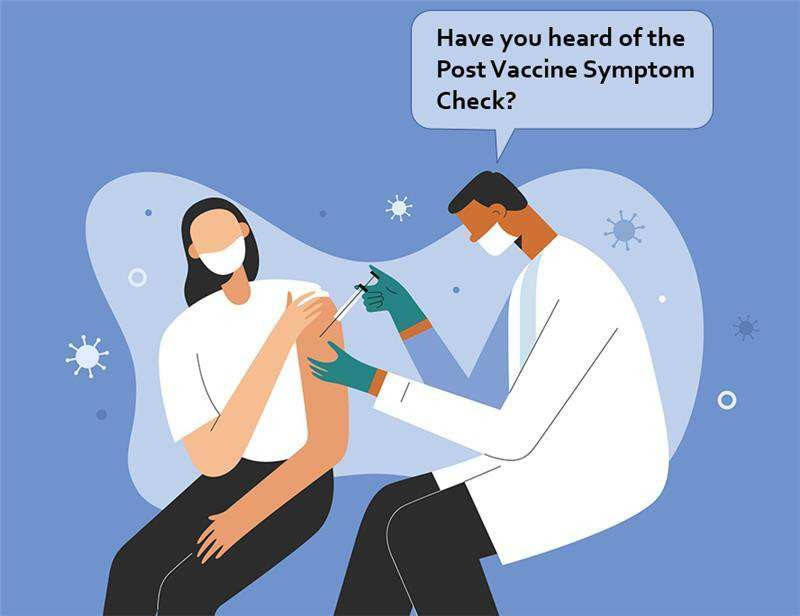 Have you heard of the
Post Vaccine Symptom
Check?